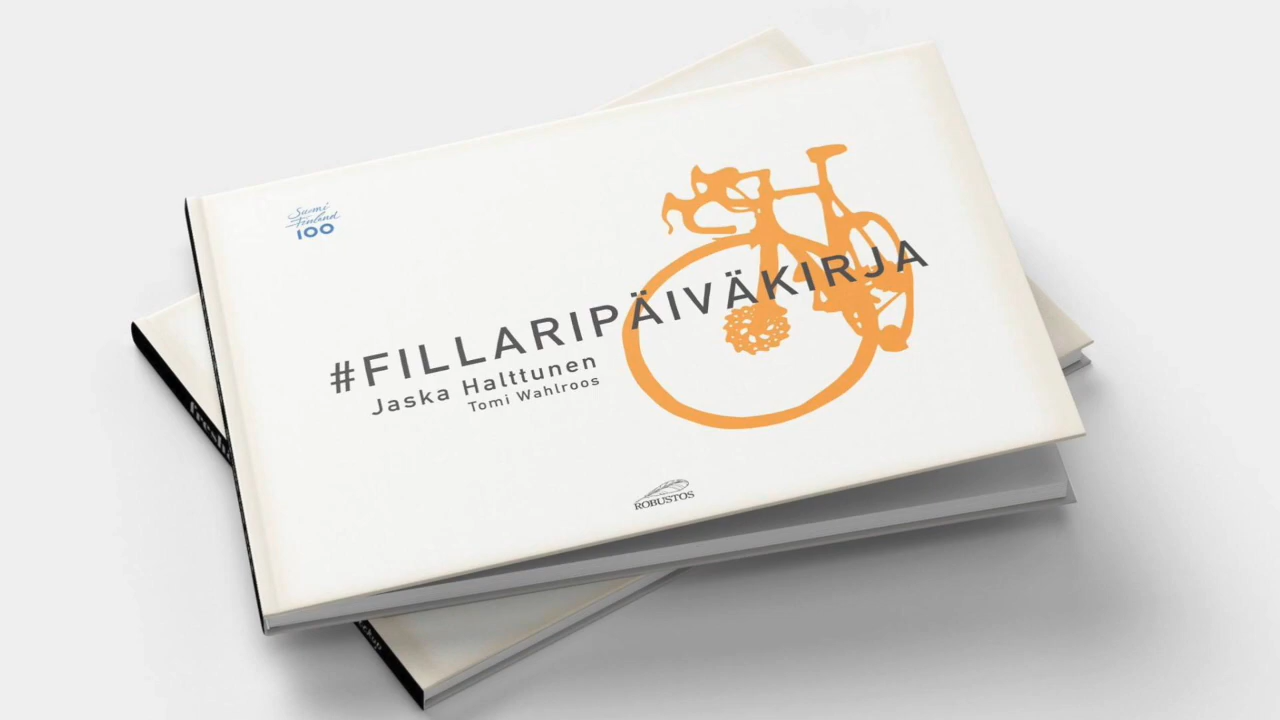 Suomi
Finland
100
#FILLARIPÄIVÄKIRJA
Jaska Halttunen
Tomi Wahlroos
ROBUSTOS